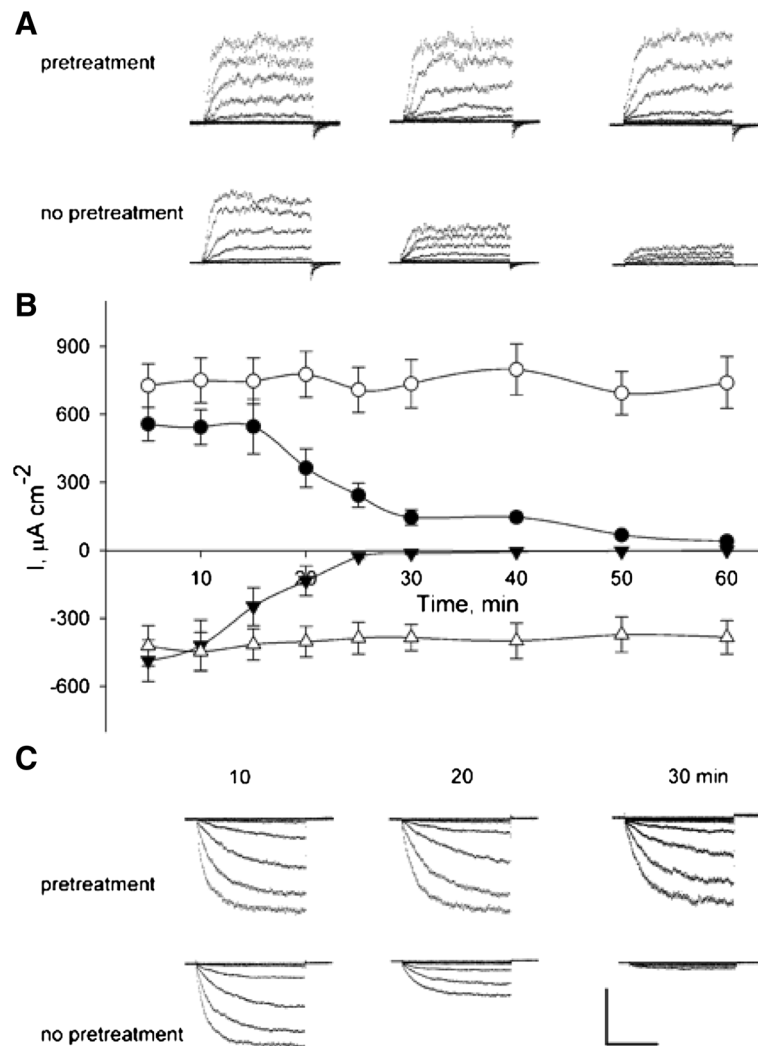 A
pretreatment
no pretreatment
B
900
600
300
0
-300
-600
I, µA cm-2
10 20 30 40 50 60
Time, min
C
10 20 30 min
pretreatment
no pretreatment